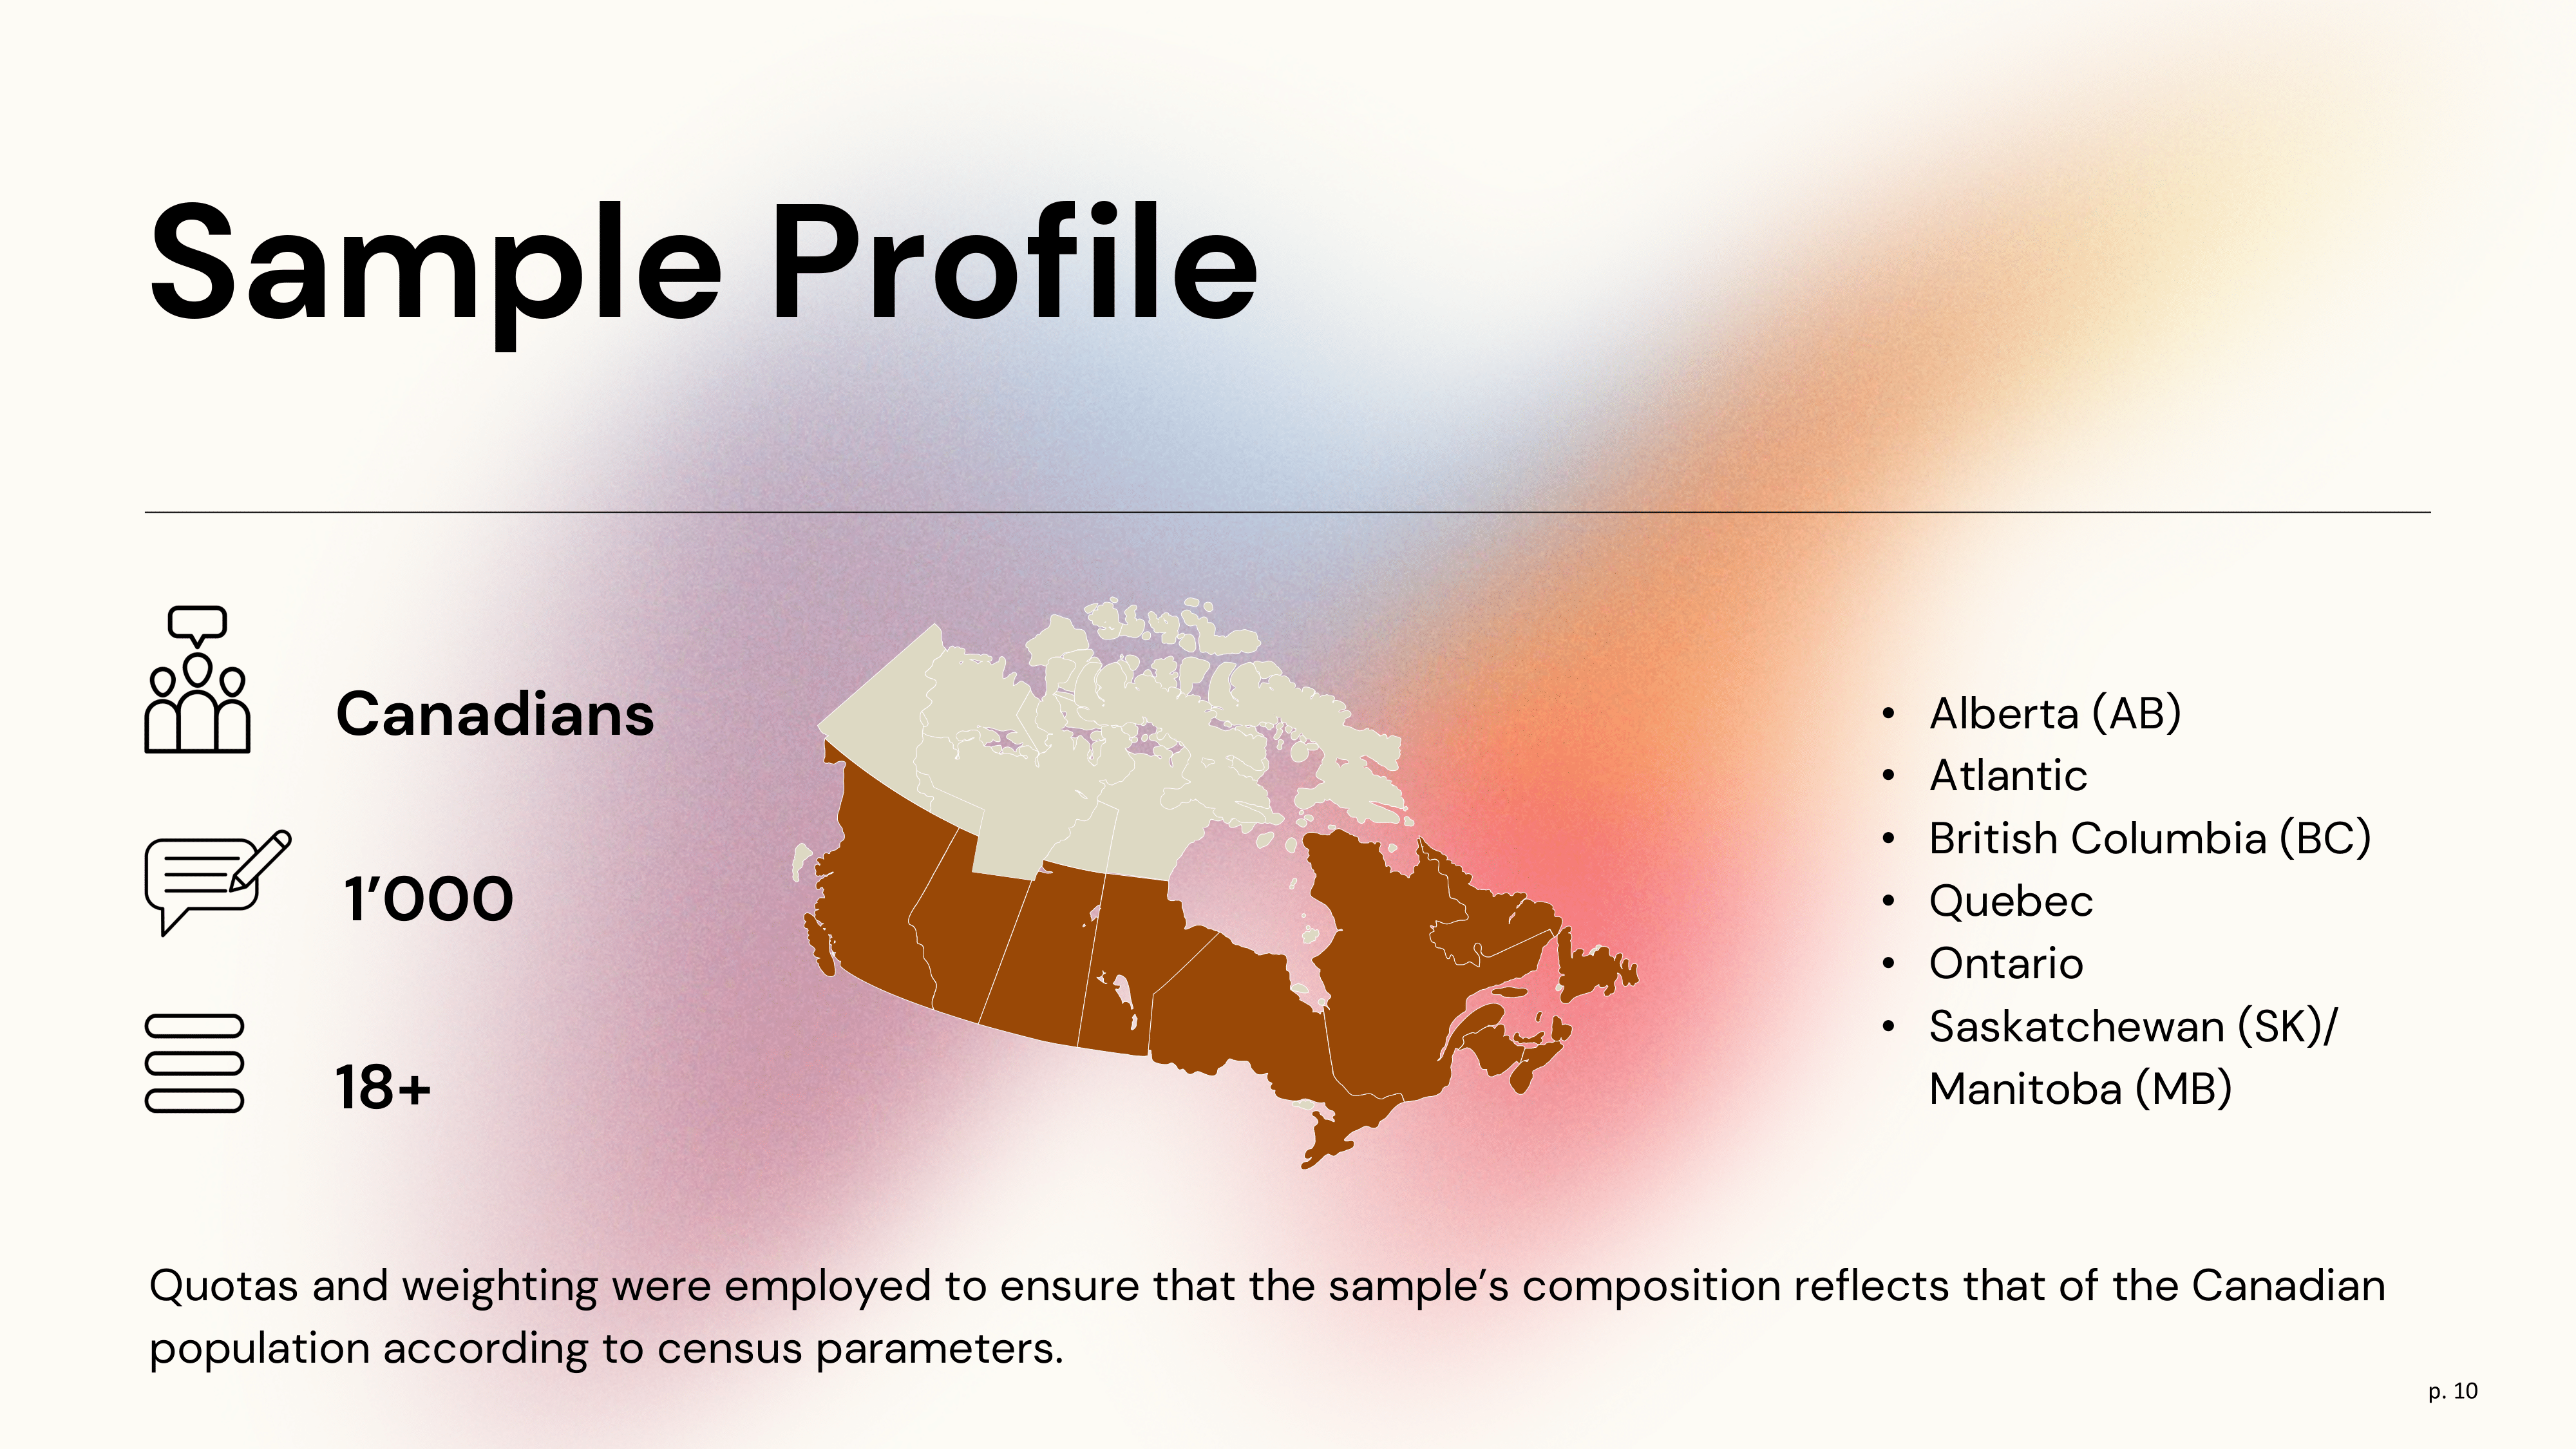 Sample Profile
Canadians
1’000
18+
• Alberta (AB)
• Atlantic
• British Columbia (BC)
• Quebec
• Ontario
• Saskatchewan (SK)/
Manitoba (MB)
Quotas and weighting were employed to ensure that the sample’s composition reflects that of the Canadian
population according to census parameters.
p. 10